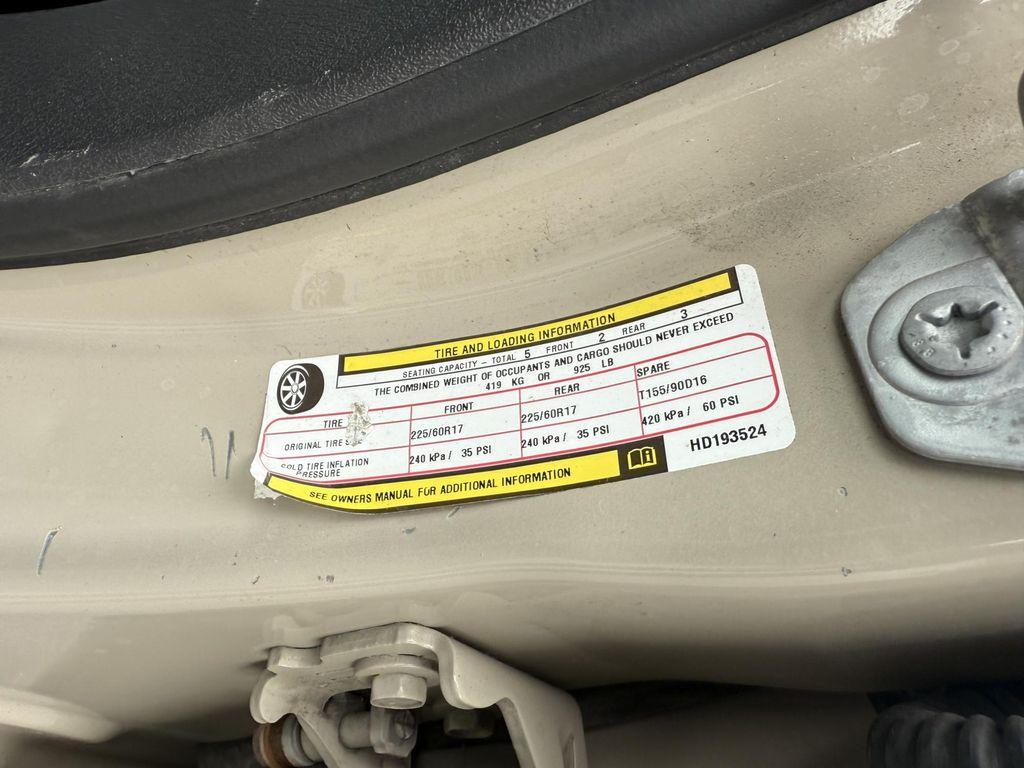 TIRE AND LOADING INFORMATION
SEATING CAPACITY - TOTAL 5 FRONT 2 REAR 3
THE COMBINED WEIGHT OF OCCUPANTS AND CARGO SHOULD NEVER EXCEED
419 KG OR 925 LB
TIRE FRONT REAR SPARE
ORIGINAL TIRE 225/60R17 225/60R17 T155/90D16
COLD TIRE INFLATION PRESSURE 240 kPa / 35 PSI 240 kPa / 35 PSI 420 kPa / 60 PSI
SEE OWNERS MANUAL FOR ADDITIONAL INFORMATION
HD193524